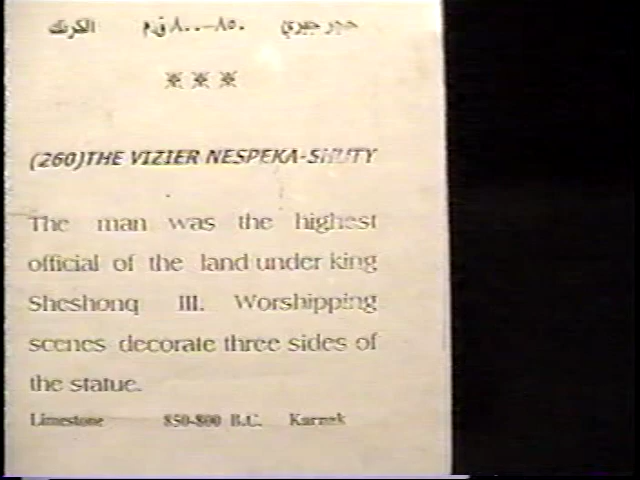 حجر جيري ٨٥٠-٨٠٠ ق.م الكرنك
(260)THE VIZIER NESPEKA-SHUTY
The man was the highest
official of the land under king
Sheshonq III. Worshipping
scenes decorate three sides of
the statue.
Limestone 850-800 B.C. Karnak